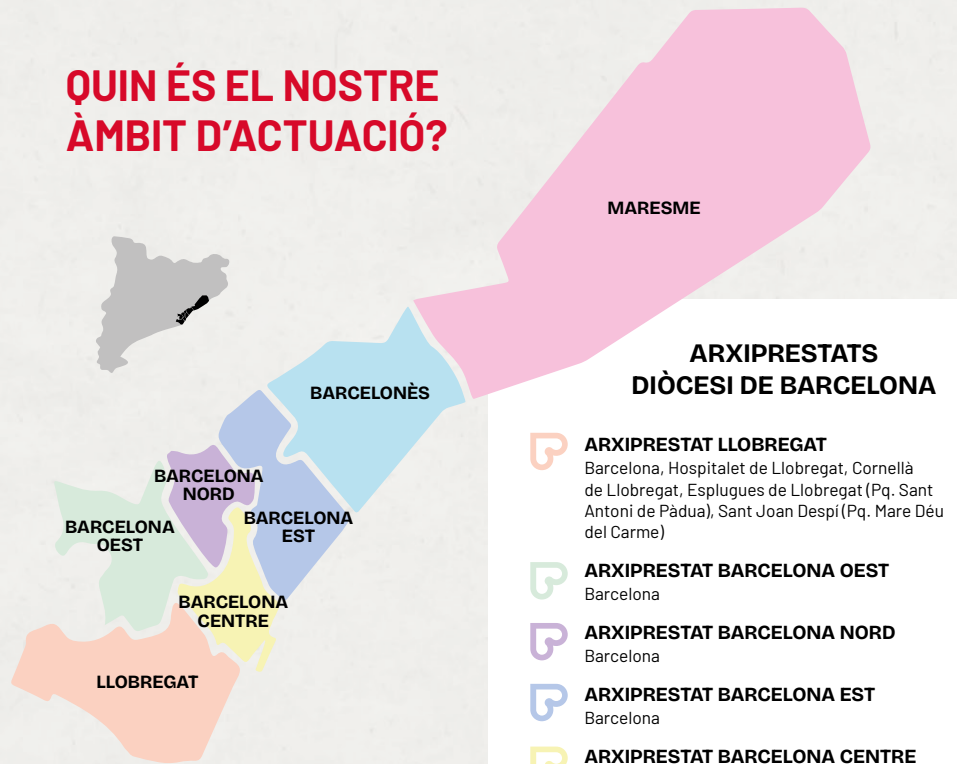 QUIN ÉS EL NOSTRE
ÀMBIT D'ACTUACIÓ?
MARESME
BARCELONÈS
BARCELONA
NORD
BARCELONA
EST
BARCELONA
OEST
BARCELONA
CENTRE
LLOBREGAT
ARXIPRESTATS
DIÒCESI DE BARCELONA
ARXIPRESTAT LLOBREGAT
Barcelona, Hospitalet de Llobregat, Cornellà
de Llobregat, Esplugues de Llobregat (Pq. Sant
Antoni de Pàdua), Sant Joan Despí (Pq. Mare Déu
del Carme)
ARXIPRESTAT BARCELONA OEST
Barcelona
ARXIPRESTAT BARCELONA NORD
Barcelona
ARXIPRESTAT BARCELONA EST
Barcelona
ARXIPRESTAT BARCELONA CENTRE